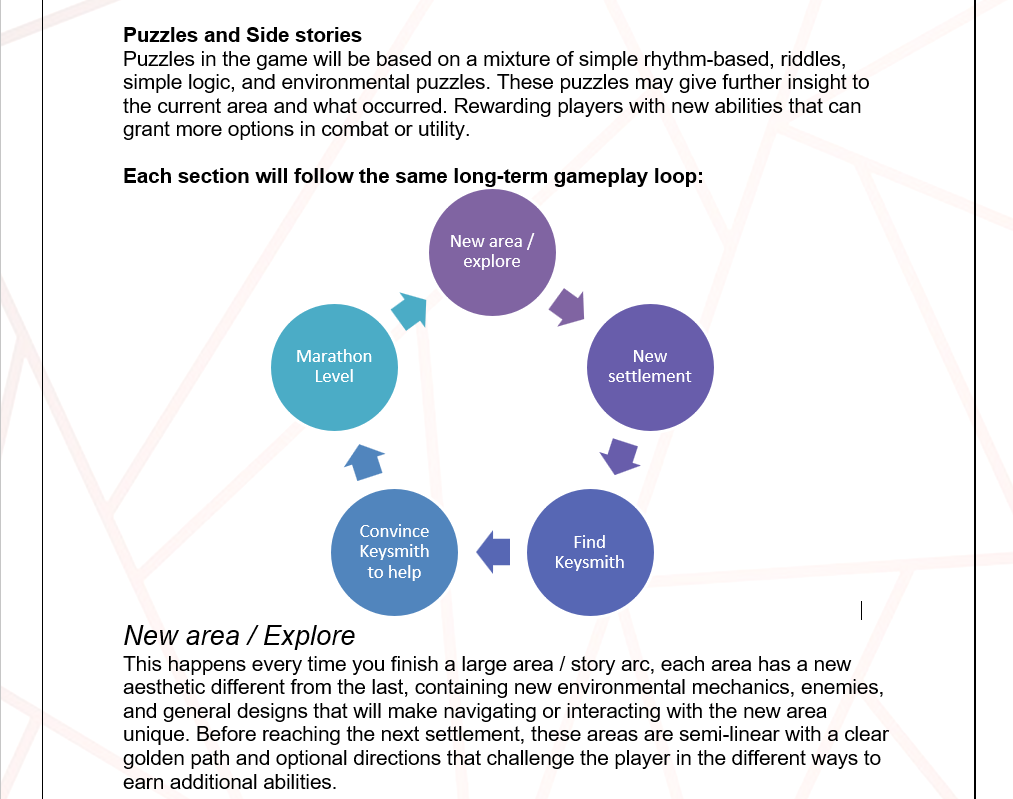 Puzzles and Side stories
Puzzles in the game will be based on a mixture of simple rhythm-based, riddles,
simple logic, and environmental puzzles. These puzzles may give further insight to
the current area and what occurred. Rewarding players with new abilities that can
grant more options in combat or utility.
Each section will follow the same long-term gameplay loop:
New area /
explore
New
settlement
Find
Keysmith
Convince
Keysmith
to help
Marathon
Level
New area / Explore
This happens every time you finish a large area / story arc, each area has a new
aesthetic different from the last, containing new environmental mechanics, enemies,
and general designs that will make navigating or interacting with the new area
unique. Before reaching the next settlement, these areas are semi-linear with a clear
golden path and optional directions that challenge the player in the different ways to
earn additional abilities.